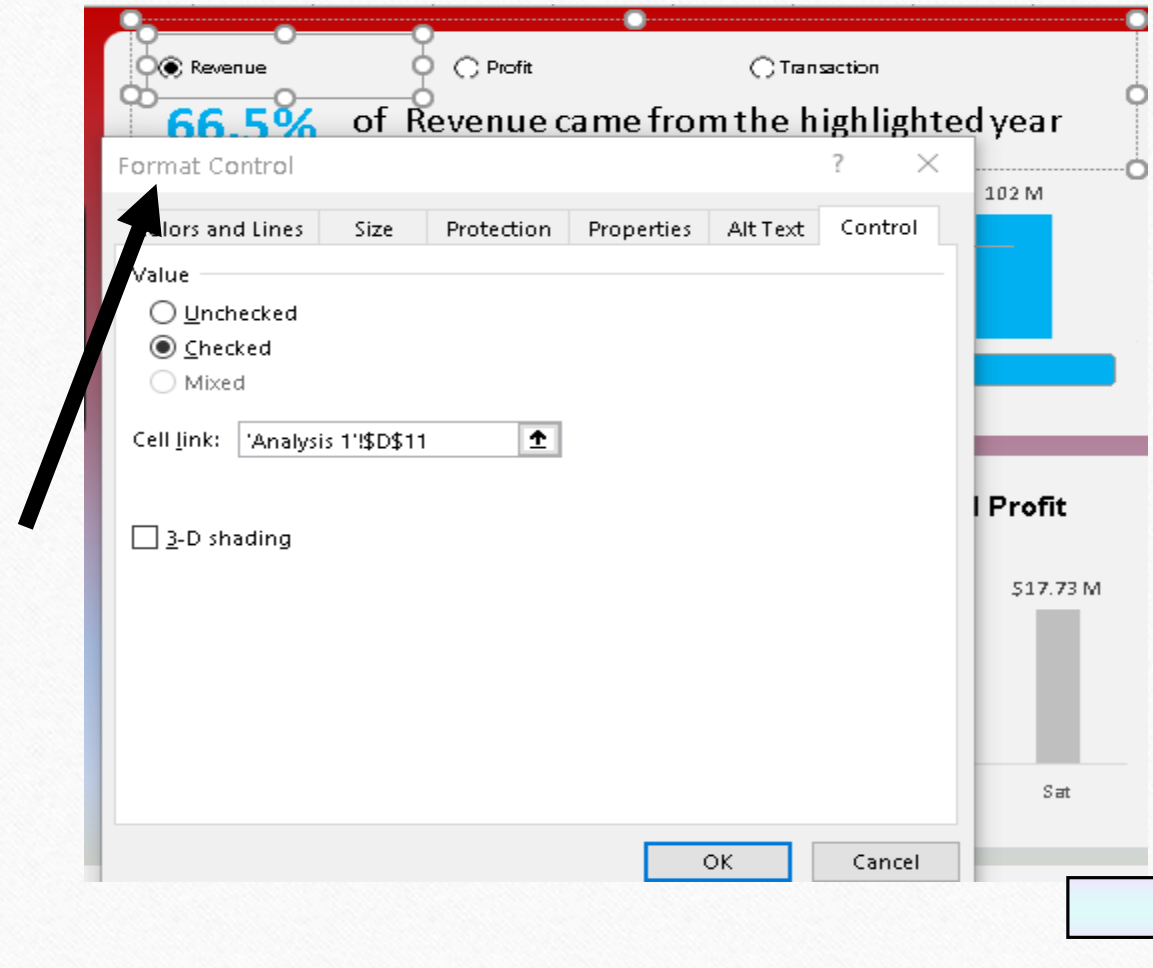 Revenue Profit Transaction
66.5% of Revenue came from the highlighted year
Format Control ?
102 M
and Lines Size Protection Properties Alt Text Control
Value
Unchecked
Checked
Mixed
Cell link: 'Analysis 1'!$D$11
Profit
3-D shading
$17.73 M
Sat
OK Cancel